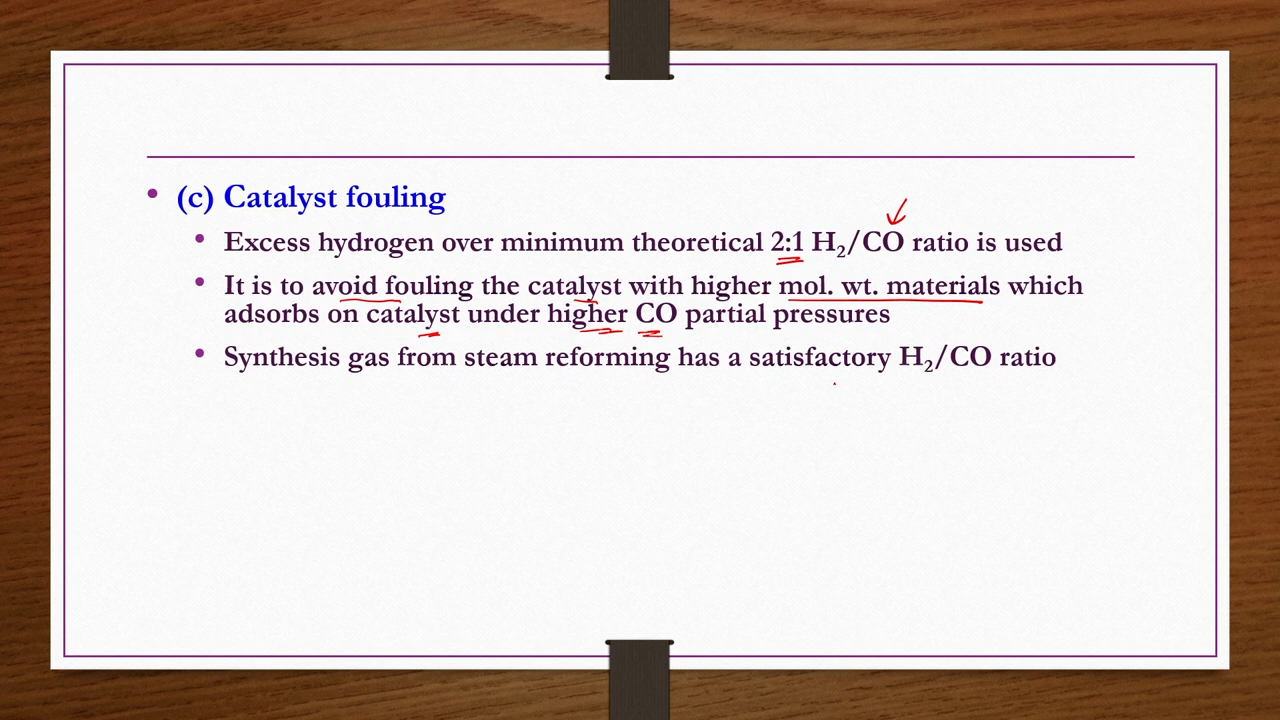 • (c) Catalyst fouling
• Excess hydrogen over minimum theoretical 2:1 H₂/CO ratio is used
• It is to avoid fouling the catalyst with higher mol. wt. materials which
adsorbs on catalyst under higher CO partial pressures
• Synthesis gas from steam reforming has a satisfactory H₂/CO ratio